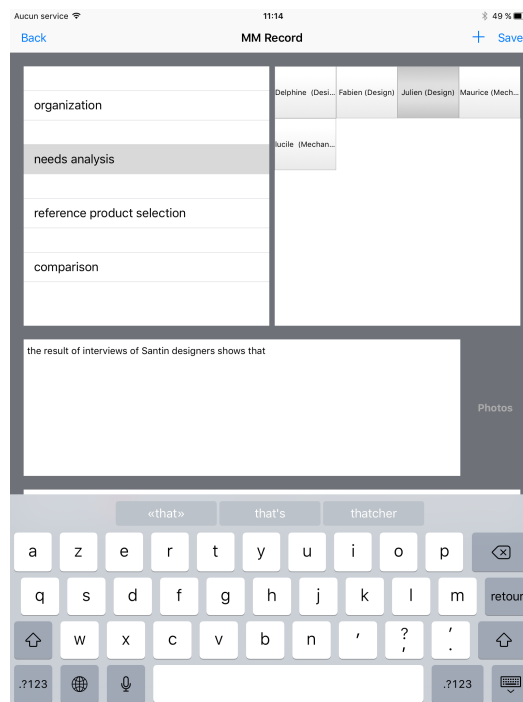 Aucun service 11:14 49 %
Back MM Record + Save
organization
needs analysis
reference product selection
comparison
Delphine (Desi... Fabien (Design) Julien (Design) Maurice (Mech...
lucile (Mechan...
the result of interviews of Santin designers shows that
Photos
«that» that's thatcher
a z e r t y u i o p
q s d f g h j k l m retour
w x c v b n ' ? , ' .
.?123 .?123